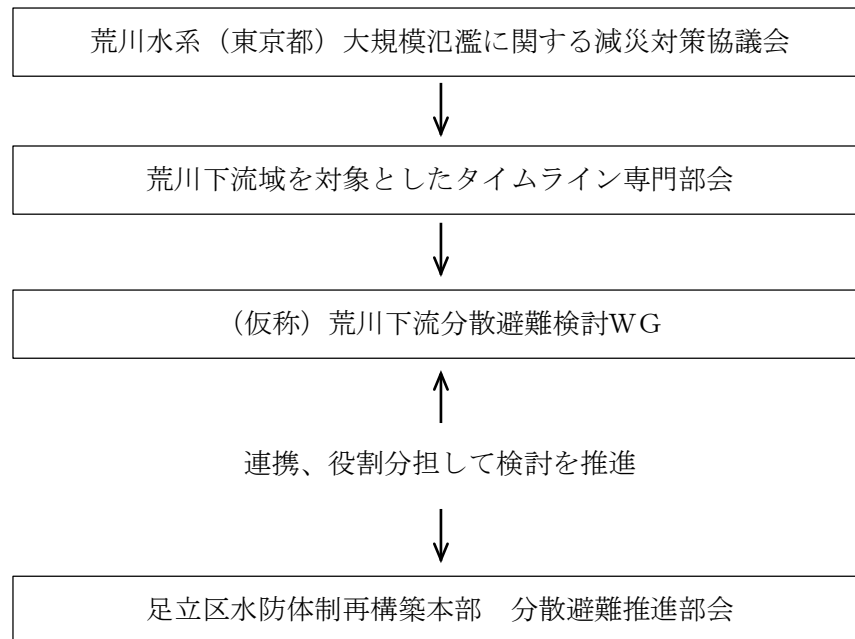 荒川水系（東京都）大規模氾濫に関する減災対策協議会
荒川下流域を対象としたタイムライン専門部会
（仮称）荒川下流分散避難検討WG
連携、役割分担して検討を推進
足立区水防体制再構築本部　分散避難推進部会